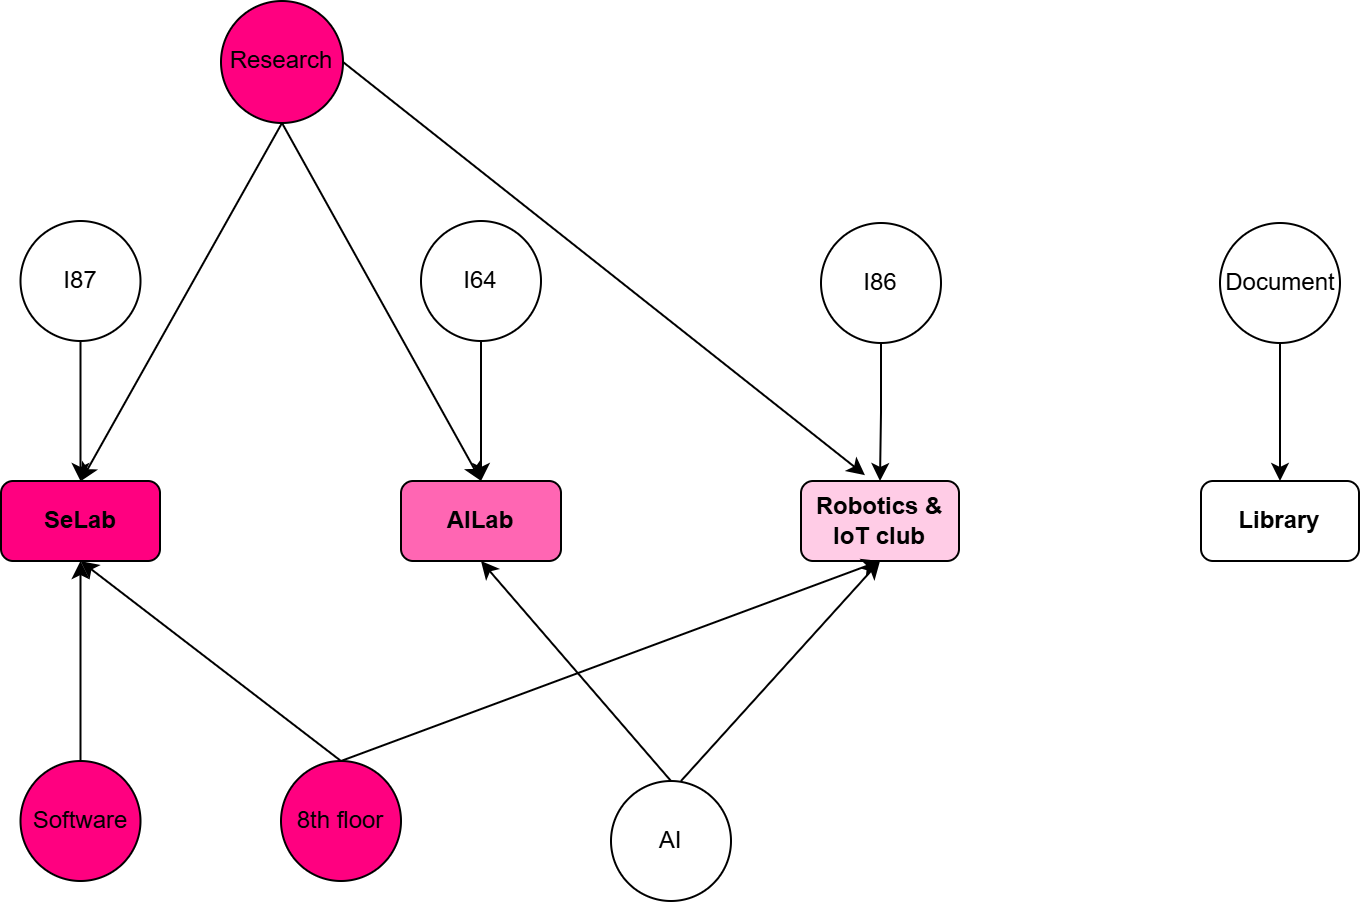 Research
I87
I64
I86
Document
SeLab
AILab
Robotics &
IoT club
Library
Software
8th floor
AI